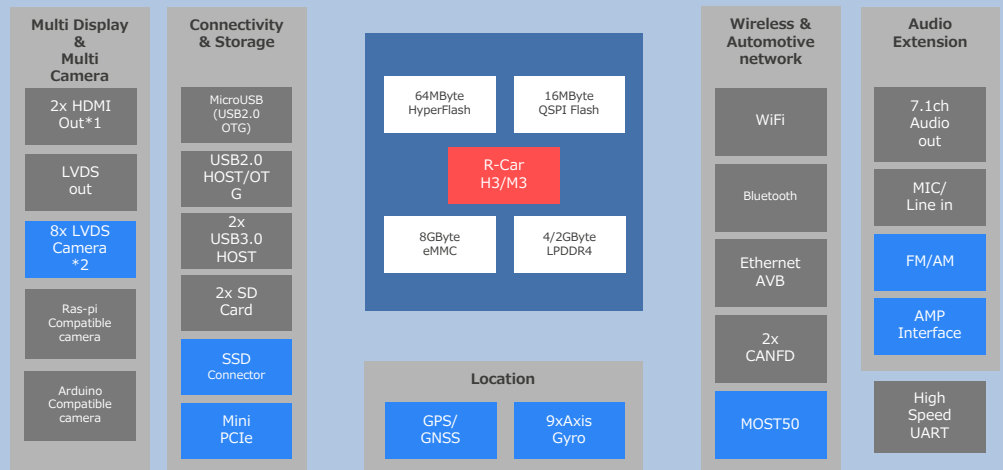 Multi Display
&
Multi
Camera
2x HDMI
Out*1
LVDS
out
8x LVDS
Camera
*2
Ras-pi
Compatible
camera
Arduino
Compatible
camera
Connectivity
& Storage
MicroUSB
(USB2.0
OTG)
USB2.0
HOST/OT
G
2x
USB3.0
HOST
2x SD
Card
SSD
Connector
Mini
PCIe
64MByte
HyperFlash
16MByte
QSPI Flash
R-Car
H3/M3
8GByte
eMMC
4/2GByte
LPDDR4
Location
GPS/
GNSS
9xAxis
Gyro
Wireless &
Automotive
network
WiFi
Bluetooth
Ethernet
AVB
2x
CANFD
MOST50
Audio
Extension
7.1ch
Audio
out
MIC/
Line in
FM/AM
AMP
Interface
High
Speed
UART